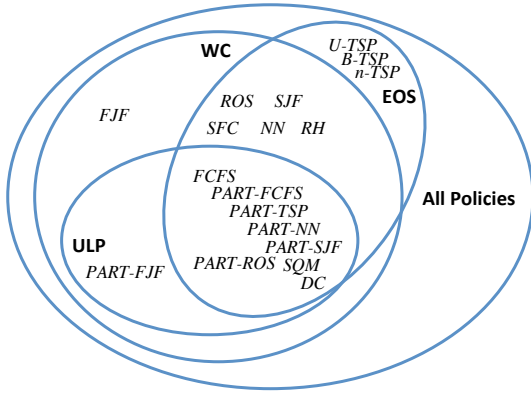 U-TSP
B-TSP
n-TSP
WC
EOS
FJF
ROS SJF
SFC NN RH
FCFS
PART-FCFS
PART-TSP
PART-NN
PART-SJF
PART-ROS SQM
DC
All Policies
ULP
PART-FJF